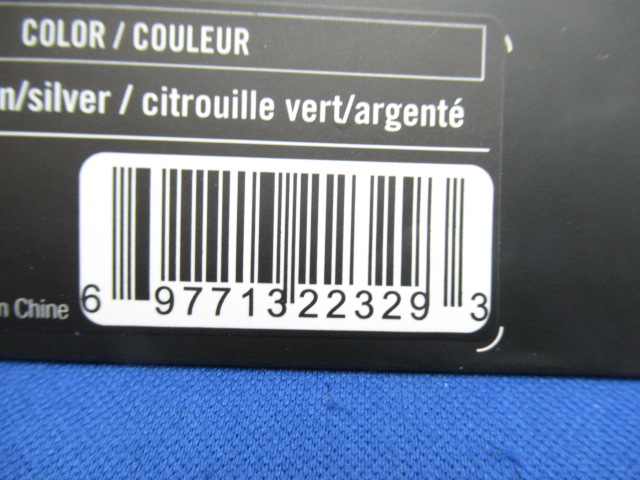 COLOR / COULEUR
n/silver / citrouille vert/argenté
n Chine
6 97713 22329 3